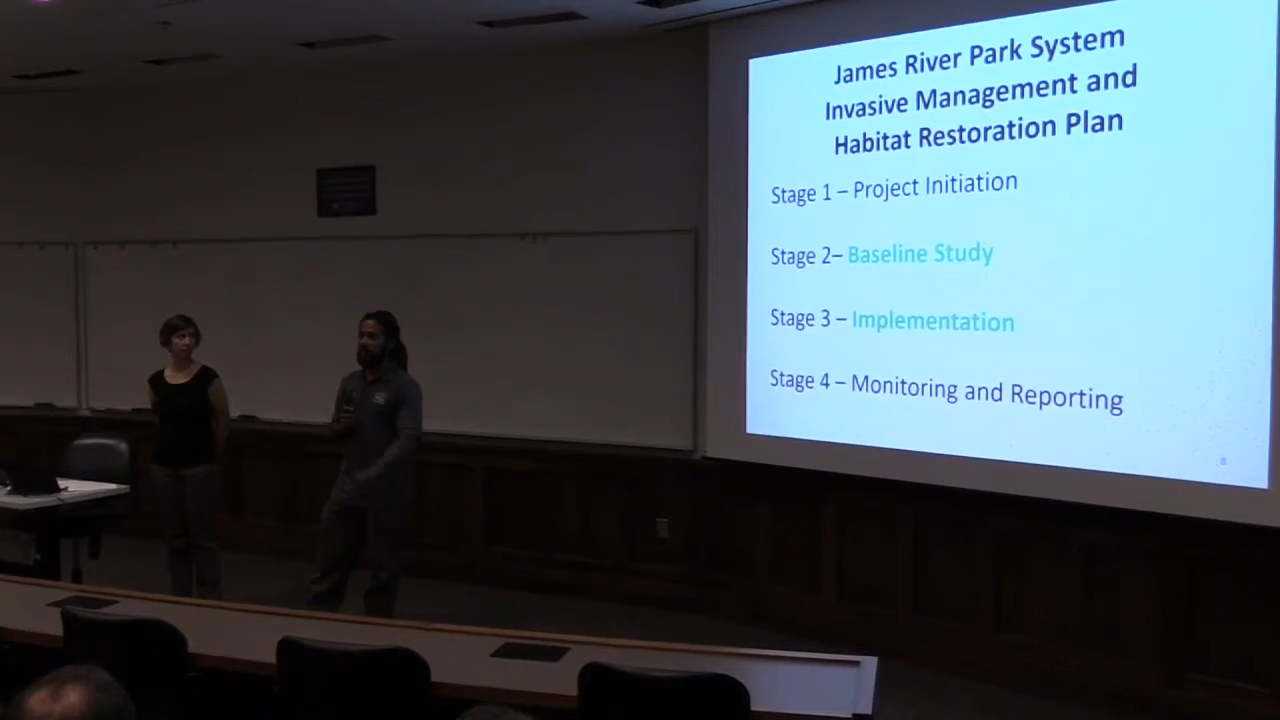 James River Park System
Invasive Management and
Habitat Restoration Plan
Stage 1 – Project Initiation
Stage 2– Baseline Study
Stage 3 – Implementation
Stage 4 – Monitoring and Reporting
8